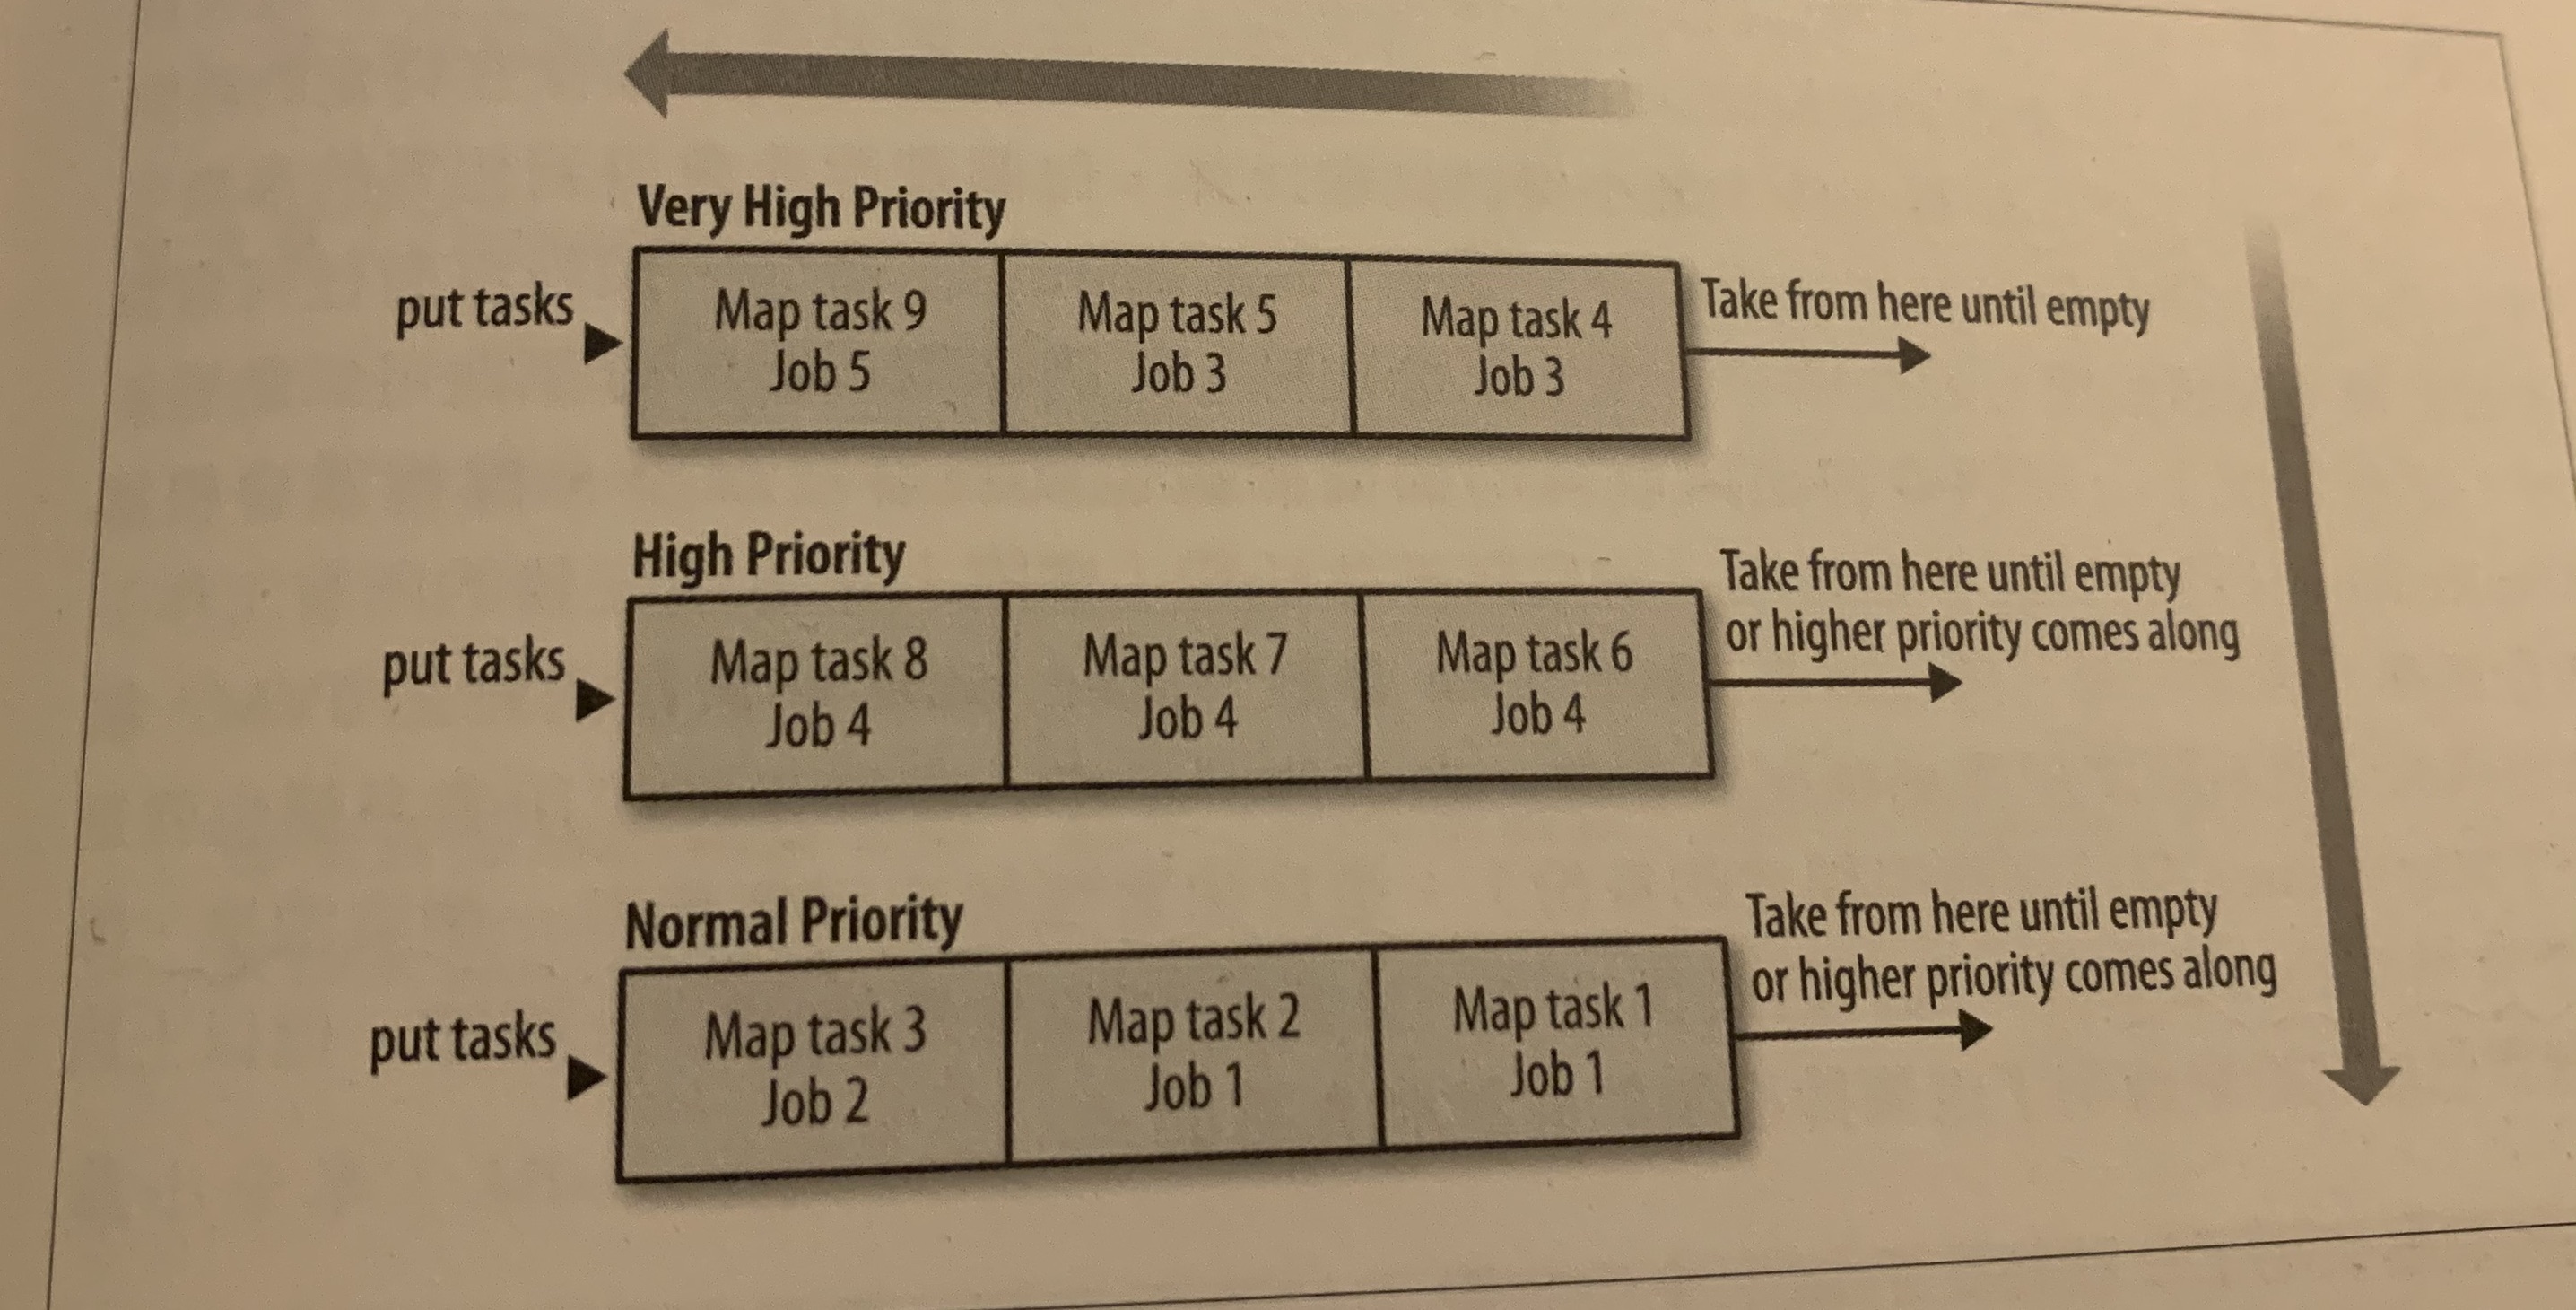 Very High Priority
put tasks
Map task 9
Job 5
Map task 5
Job 3
Map task 4
Job 3
Take from here until empty
High Priority
put tasks
Map task 8
Job 4
Map task 7
Job 4
Map task 6
Job 4
Take from here until empty
or higher priority comes along
Normal Priority
put tasks
Map task 3
Job 2
Map task 2
Job 1
Map task 1
Job 1
Take from here until empty
or higher priority comes along